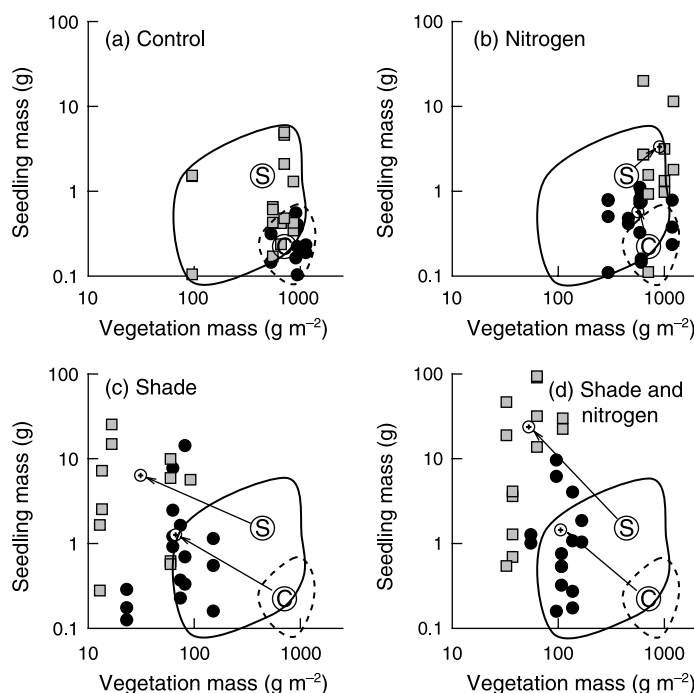 (a) Control
Seedling mass (g)
100
10
1
0.1
S
C
10
100
1000
Vegetation mass (g m⁻²)
(b) Nitrogen
Seedling mass (g)
100
10
1
0.1
S
C
10
100
1000
Vegetation mass (g m⁻²)
(c) Shade
Seedling mass (g)
100
10
1
0.1
S
C
10
100
1000
Vegetation mass (g m⁻²)
(d) Shade and
nitrogen
Seedling mass (g)
100
10
1
0.1
S
C
10
100
1000
Vegetation mass (g m⁻²)